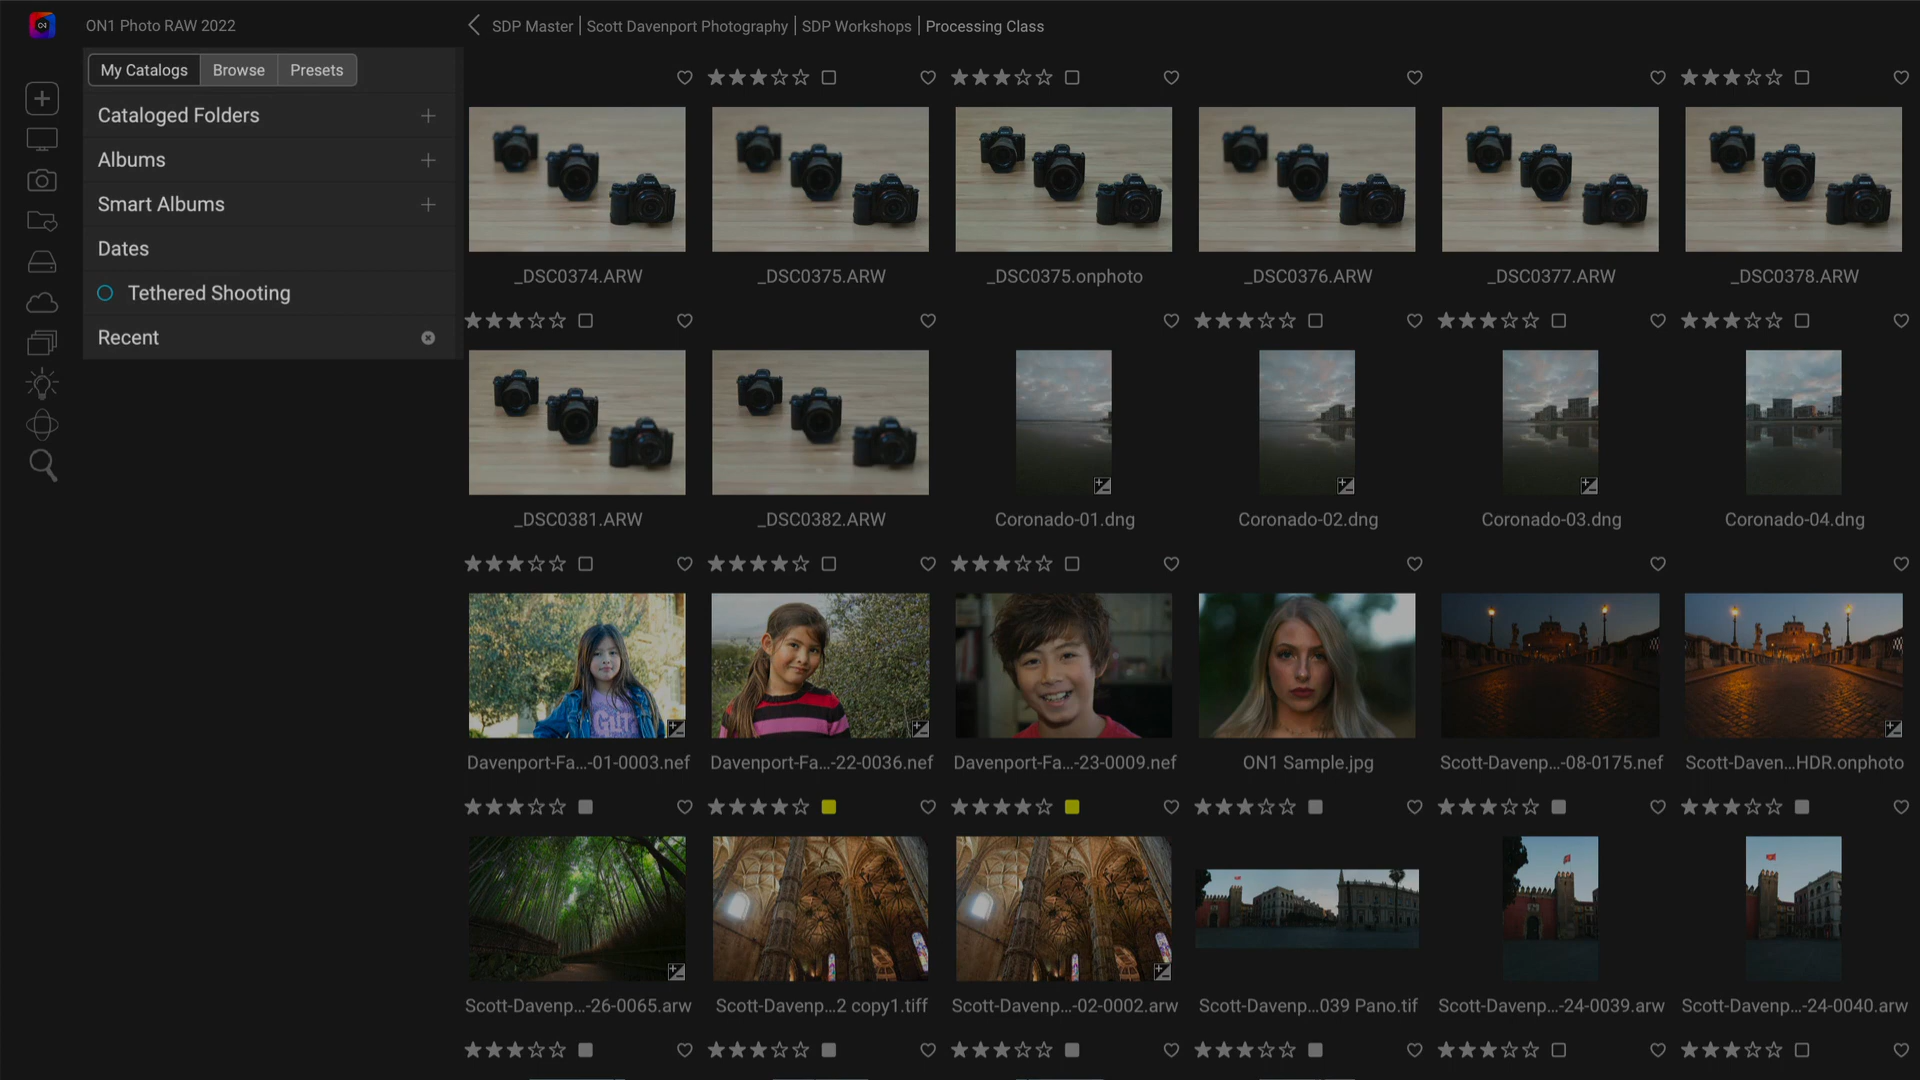 ON1 Photo RAW 2022
SDP Master | Scott Davenport Photography | SDP Workshops | Processing Class
My Catalogs Browse Presets
Cataloged Folders
Albums
Smart Albums
Dates
Tethered Shooting
Recent
_DSC0374.ARW _DSC0375.ARW _DSC0375.onphoto _DSC0376.ARW _DSC0377.ARW _DSC0378.ARW
_DSC0381.ARW _DSC0382.ARW Coronado-01.dng Coronado-02.dng Coronado-03.dng Coronado-04.dng
Davenport-Fa...-01-0003.nef Davenport-Fa...-22-0036.nef Davenport-Fa...-23-0009.nef ON1 Sample.jpg Scott-Davenp...-08-0175.nef Scott-Daven...HDR.onphoto
Scott-Davenp...-26-0065.arw Scott-Davenp...2 copy1.tiff Scott-Davenp...-02-0002.arw Scott-Davenp...039 Pano.tif Scott-Davenp...-24-0039.arw Scott-Davenp...-24-0040.arw